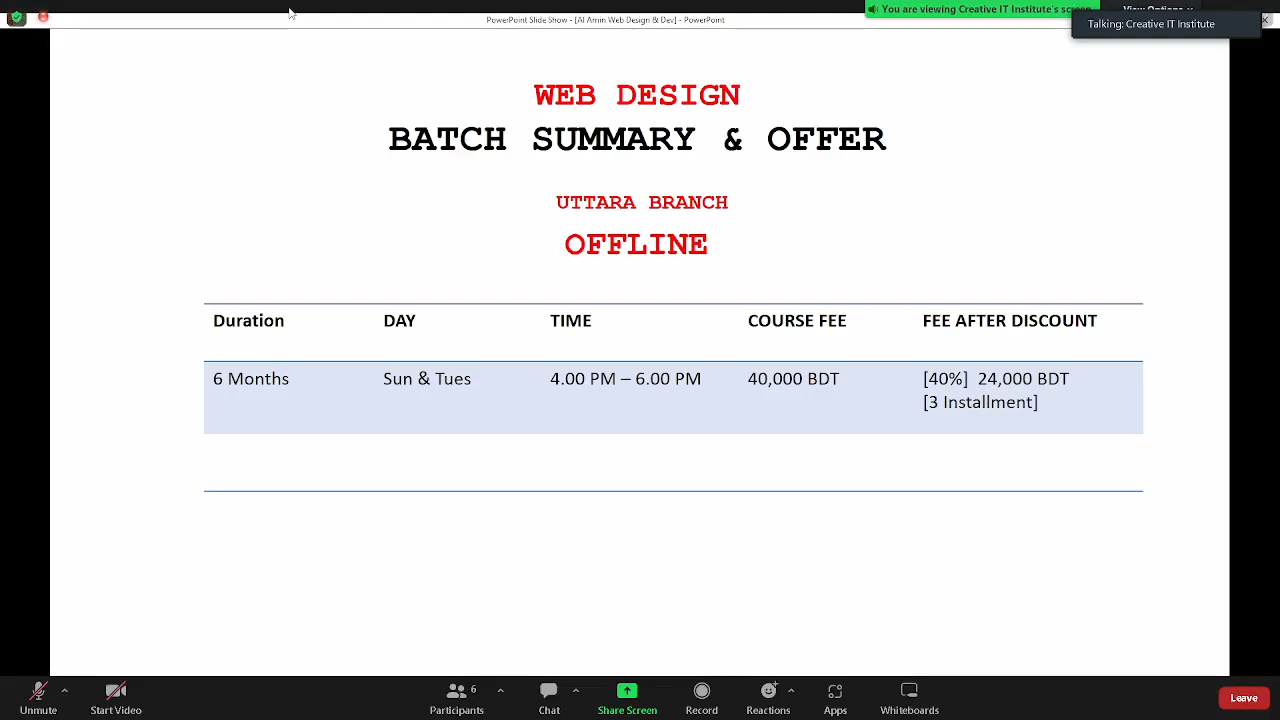 PowerPoint Slide Show - [Al Amin Web Design & Dev] - PowerPoint
You are viewing Creative IT Institute's screen
View Options
Talking: Creative IT Institute
WEB DESIGN
BATCH SUMMARY & OFFER
UTTARA BRANCH
OFFLINE
Duration DAY TIME COURSE FEE FEE AFTER DISCOUNT
6 Months Sun & Tues 4.00 PM – 6.00 PM 40,000 BDT [40%] 24,000 BDT
[3 Installment]
6
Unmute Start Video Participants Chat Share Screen Record Reactions Apps Whiteboards Leave